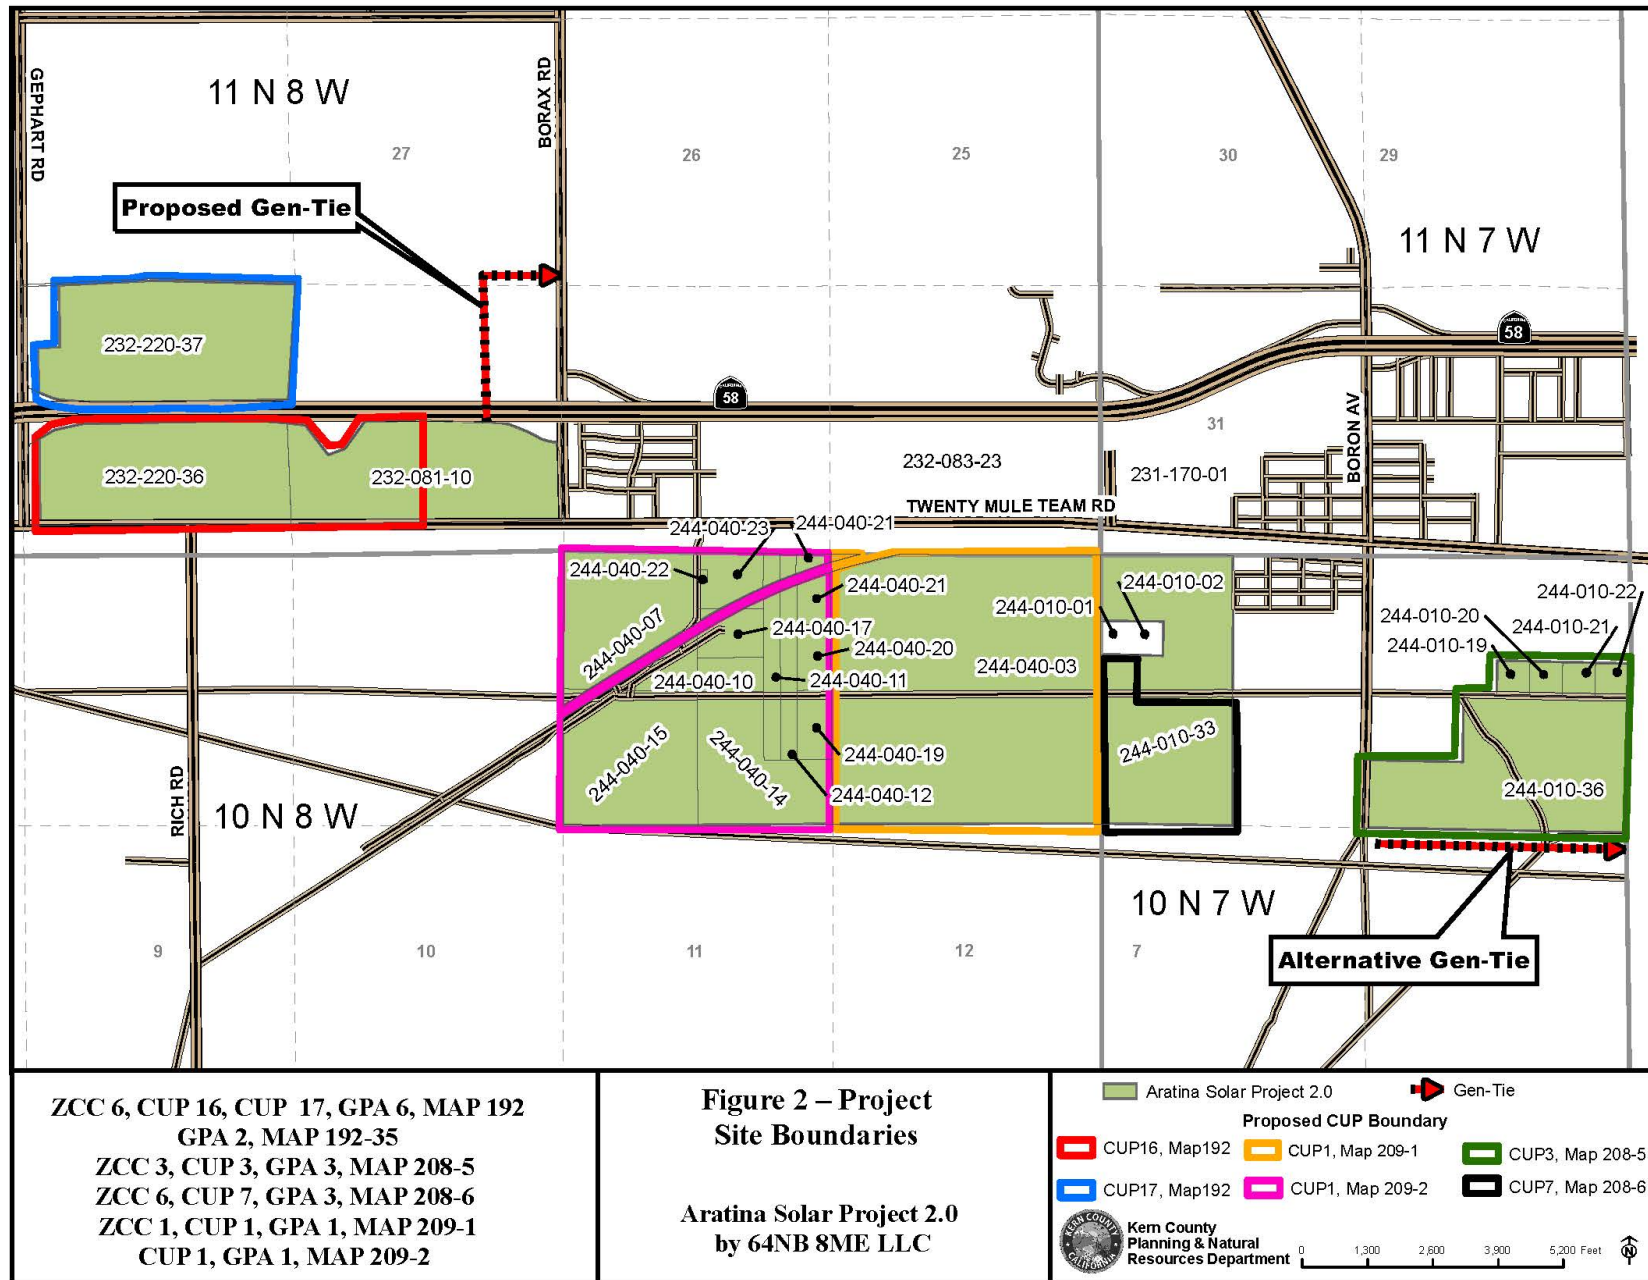 11 N 8 W
GEPHART RD
BORAX RD
27
26
25
30
29
Proposed Gen-Tie
11 N 7 W
58
232-220-37
58
31
BORON AV
232-220-36
232-081-10
232-083-23
231-170-01
TWENTY MULE TEAM RD
244-040-23
244-040-21
244-040-22
244-040-21
244-010-02
244-010-01
244-010-22
244-010-20
244-010-21
244-010-19
244-040-07
244-040-17
244-040-20
244-040-03
244-040-10
244-040-11
244-040-15
244-040-14
244-040-19
244-010-33
244-040-12
244-010-36
RICH RD
10 N 8 W
10 N 7 W
9
10
11
12
7
Alternative Gen-Tie
ZCC 6, CUP 16, CUP 17, GPA 6, MAP 192
GPA 2, MAP 192-35
ZCC 3, CUP 3, GPA 3, MAP 208-5
ZCC 6, CUP 7, GPA 3, MAP 208-6
ZCC 1, CUP 1, GPA 1, MAP 209-1
CUP 1, GPA 1, MAP 209-2
Figure 2 – Project
Site Boundaries
Aratina Solar Project 2.0
by 64NB 8ME LLC
Aratina Solar Project 2.0
Gen-Tie
Proposed CUP Boundary
CUP16, Map192
CUP1, Map 209-1
CUP3, Map 208-5
CUP17, Map192
CUP1, Map 209-2
CUP7, Map 208-6
KERN COUNTY
CALIFORNIA
Kern County
Planning & Natural
Resources Department
0 1,300 2,600 3,900 5,200 Feet
N